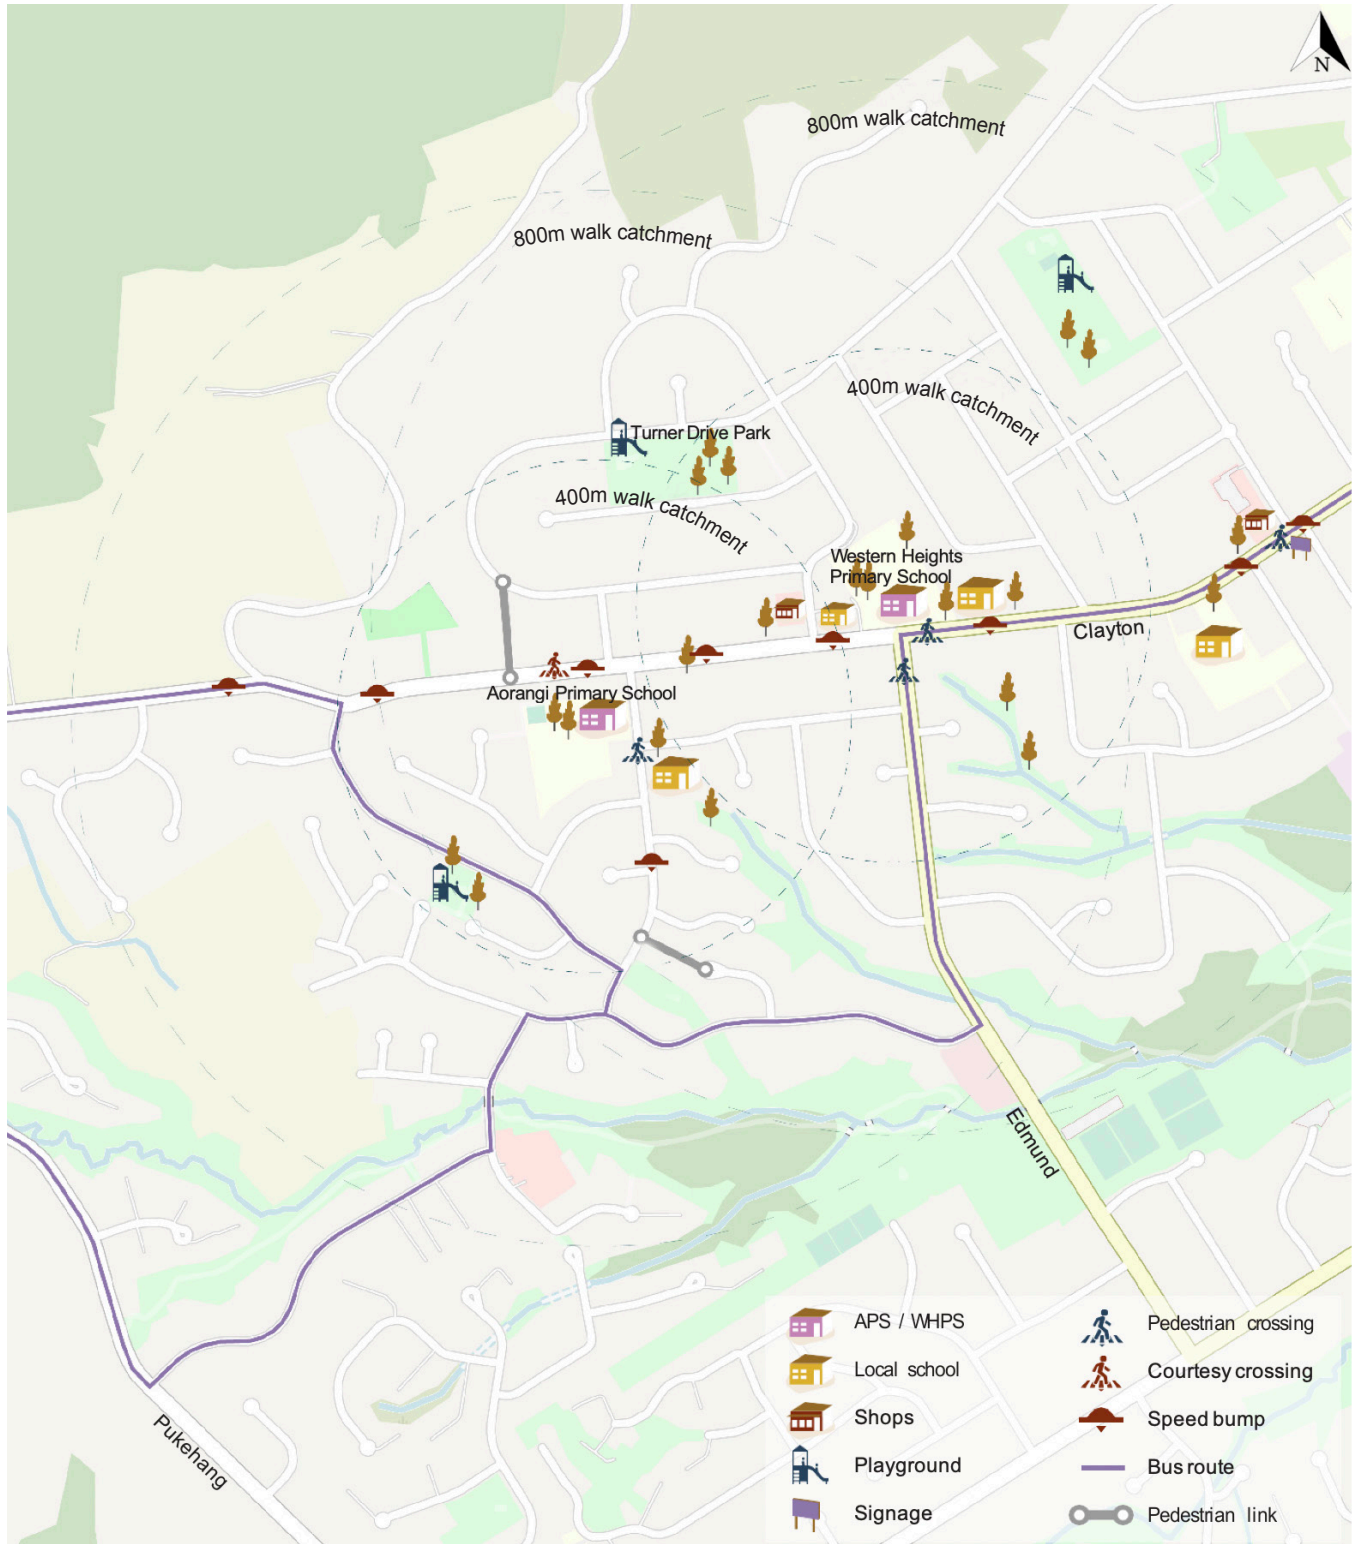 N
800m walk catchment
800m walk catchment
400m walk catchment
Turner Drive Park
400m walk catchment
Western Heights
Primary School
Clayton
Aorangi Primary School
Edmund
Pukehang
APS / WHPS
Local school
Shops
Playground
Signage
Pedestrian crossing
Courtesy crossing
Speed bump
Bus route
Pedestrian link